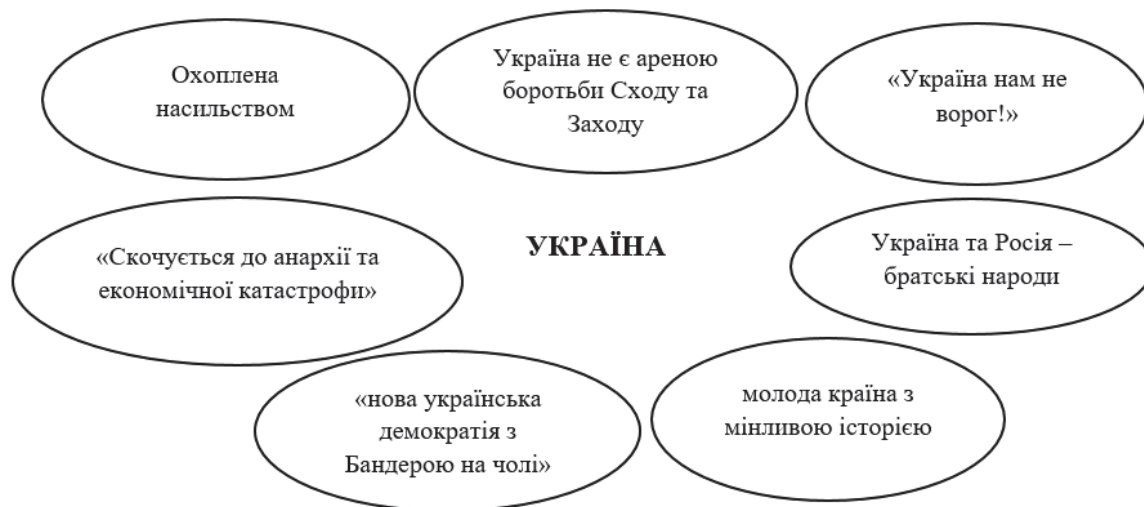 Охоплена
насильством
Україна не є ареною
боротьби Сходу та
Заходу
«Україна нам не
ворог!»
«Скочується до анархії та
економічної катастрофи»
УКРАЇНА
Україна та Росія –
братські народи
«нова українська
демократія з
Бандерою на чолі»
молода країна з
мінливою історією